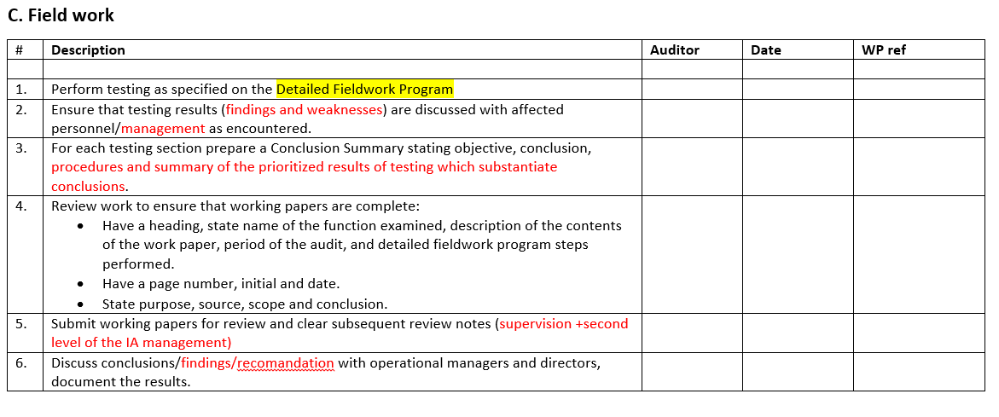 C. Field work
# Description Auditor Date WP ref
1. Perform testing as specified on the Detailed Fieldwork Program
2. Ensure that testing results (findings and weaknesses) are discussed with affected
personnel/management as encountered.
3. For each testing section prepare a Conclusion Summary stating objective, conclusion,
procedures and summary of the prioritized results of testing which substantiate
conclusions.
4. Review work to ensure that working papers are complete:
• Have a heading, state name of the function examined, description of the contents
of the work paper, period of the audit, and detailed fieldwork program steps
performed.
• Have a page number, initial and date.
• State purpose, source, scope and conclusion.
5. Submit working papers for review and clear subsequent review notes (supervision +second
level of the IA management)
6. Discuss conclusions/findings/recomandation with operational managers and directors,
document the results.